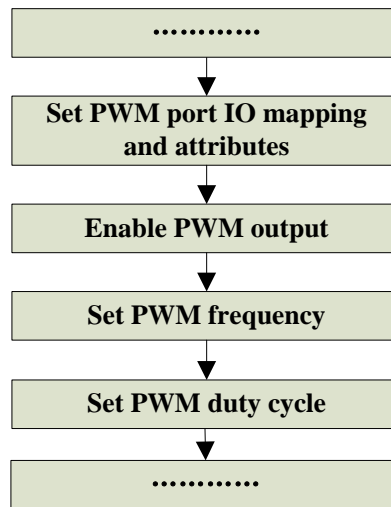 …………
Set PWM port IO mapping
and attributes
Enable PWM output
Set PWM frequency
Set PWM duty cycle
…………